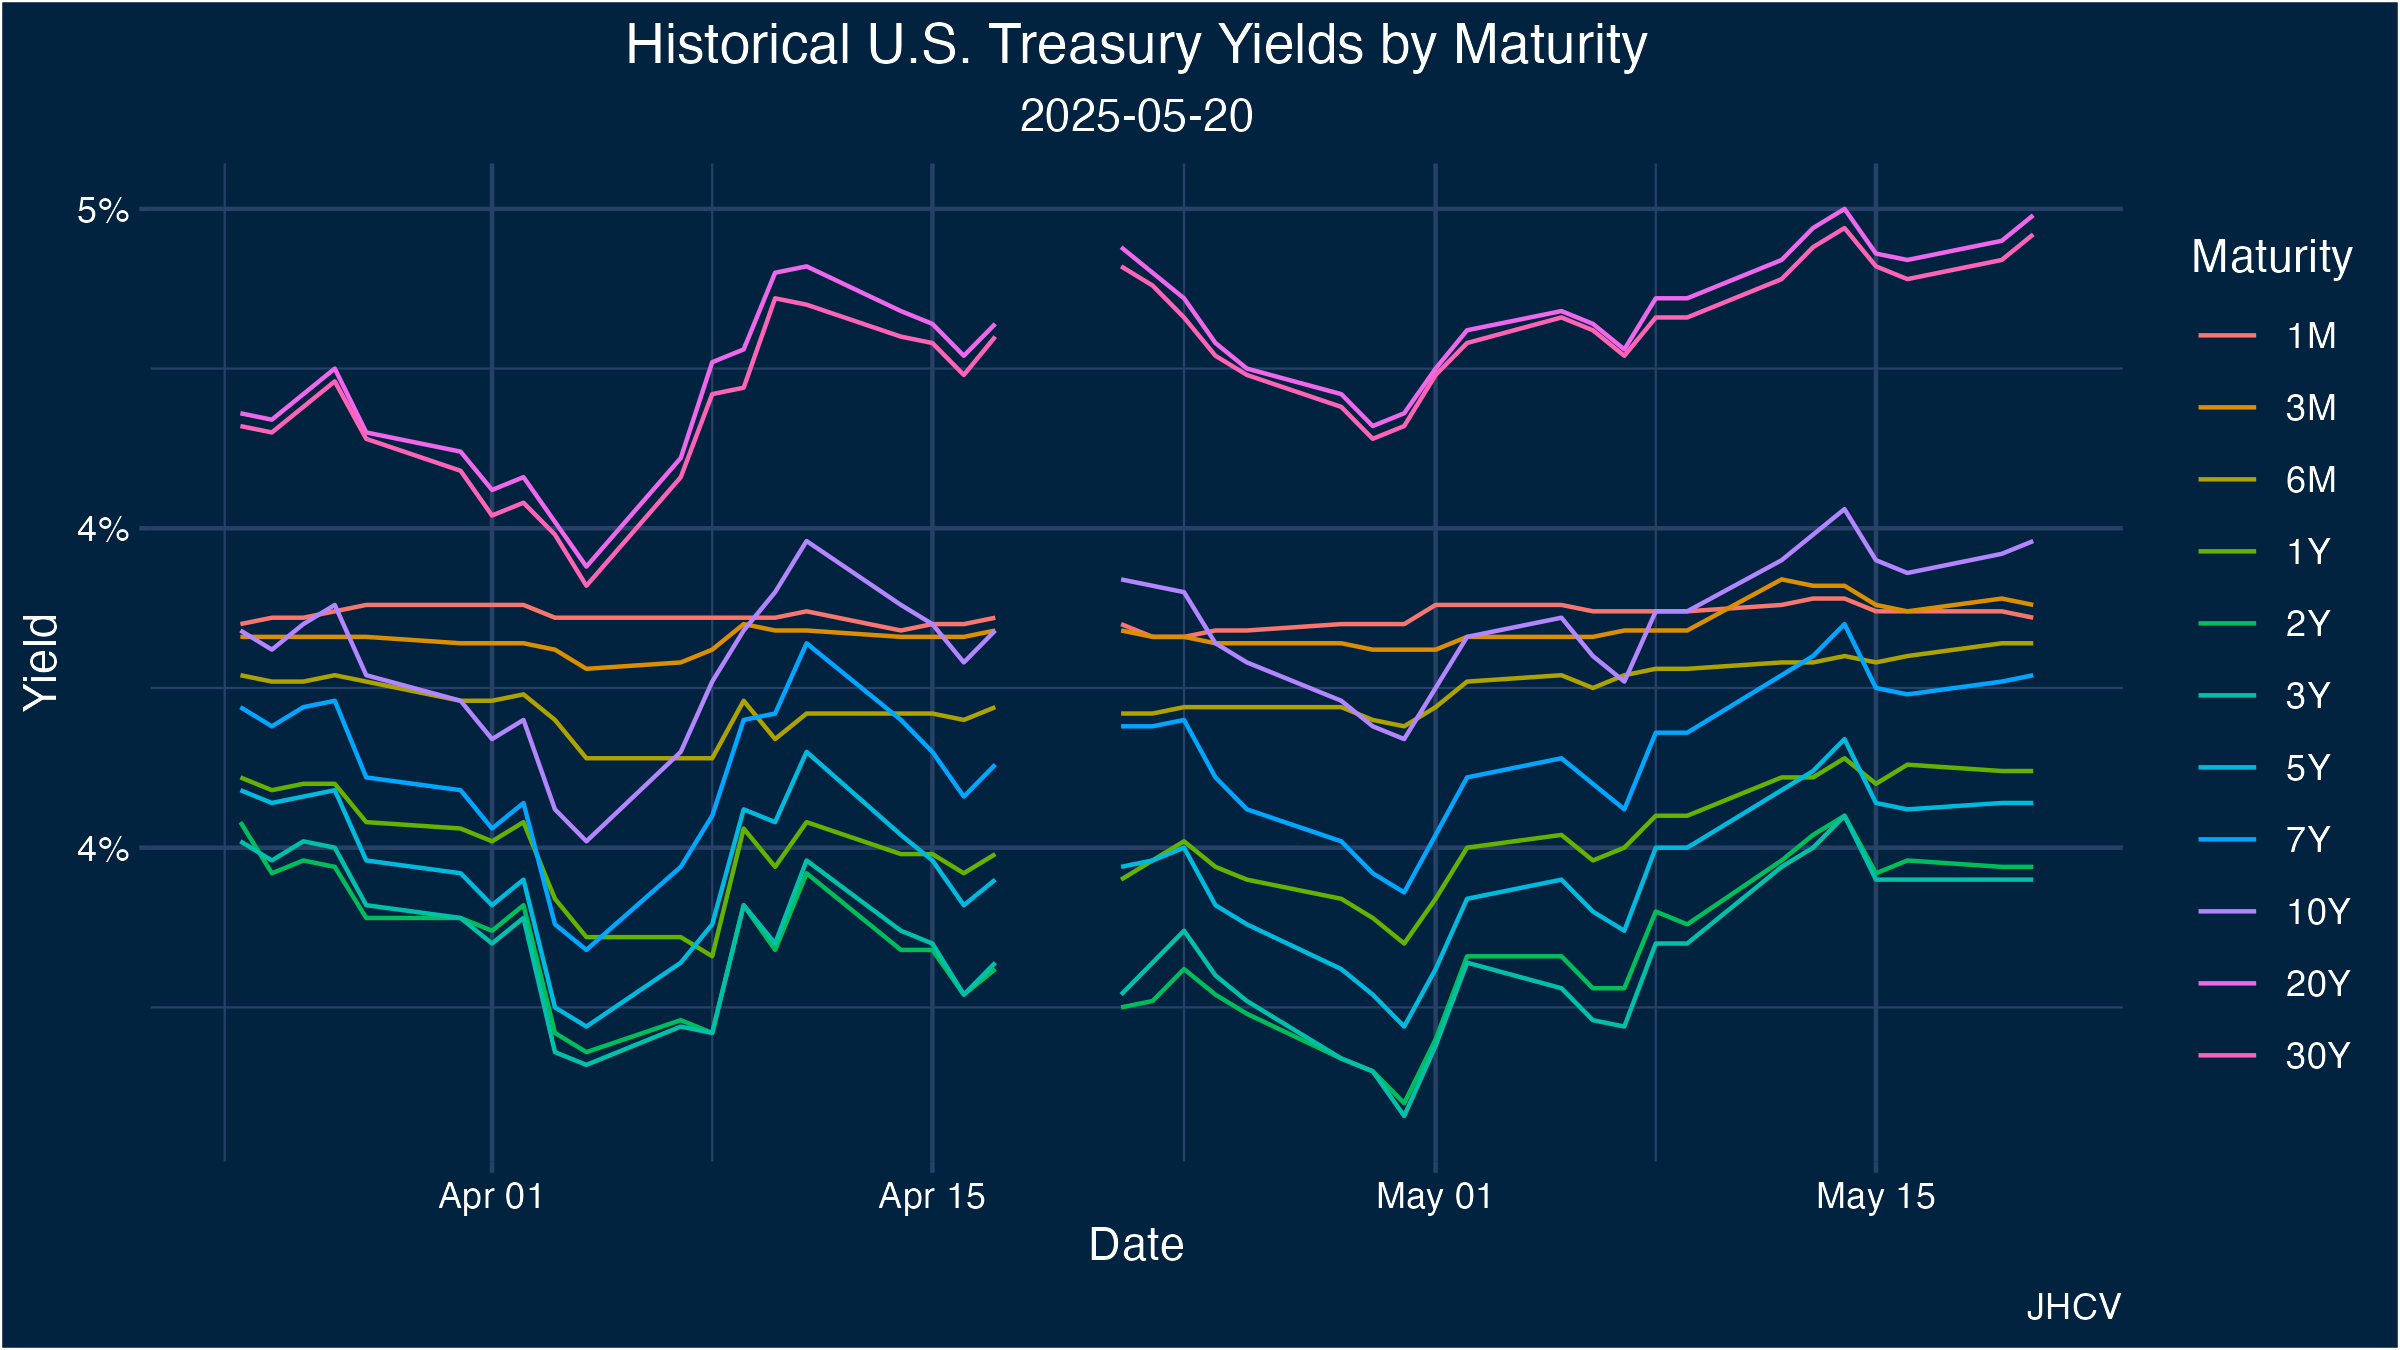 Historical U.S. Treasury Yields by Maturity
2025-05-20
5%
4%
4%
Yield
Apr 01
Apr 15
May 01
May 15
Date
Maturity
1M
3M
6M
1Y
2Y
3Y
5Y
7Y
10Y
20Y
30Y
JHCV